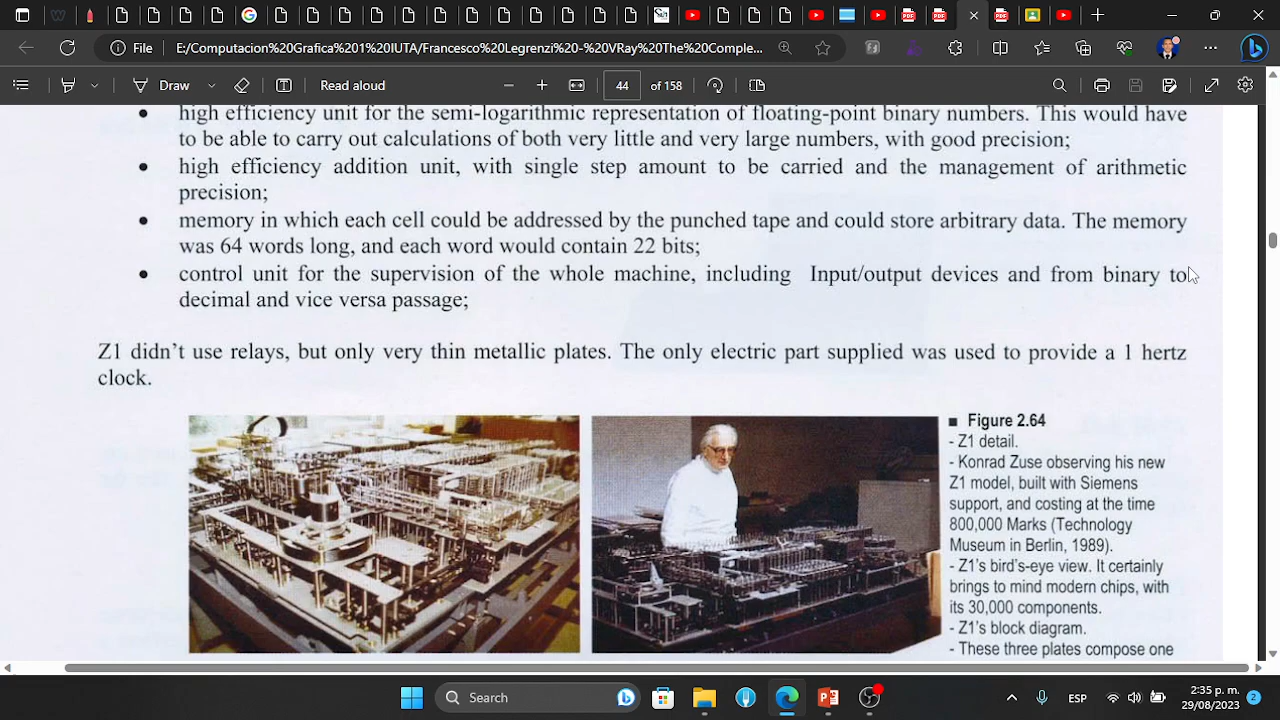 File
E:/Computacion%20Grafica%201%20IUTA/Francesco%20Legrenzi%20-%20VRay%20The%20Comple...
Draw
Read aloud
44
of 158
high efficiency unit for the semi-logarithmic representation of floating-point binary numbers. This would have
to be able to carry out calculations of both very little and very large numbers, with good precision;
high efficiency addition unit, with single step amount to be carried and the management of arithmetic
precision;
memory in which each cell could be addressed by the punched tape and could store arbitrary data. The memory
was 64 words long, and each word would contain 22 bits;
control unit for the supervision of the whole machine, including Input/output devices and from binary to
decimal and vice versa passage;
Z1 didn't use relays, but only very thin metallic plates. The only electric part supplied was used to provide a 1 hertz
clock.
■ Figure 2.64
- Z1 detail.
- Konrad Zuse observing his new
Z1 model, built with Siemens
support, and costing at the time
800,000 Marks (Technology
Museum in Berlin, 1989).
- Z1's bird's-eye view. It certainly
brings to mind modern chips, with
its 30,000 components.
- Z1's block diagram.
- These three plates compose one
Search
ESP
2:35 p. m.
29/08/2023
2